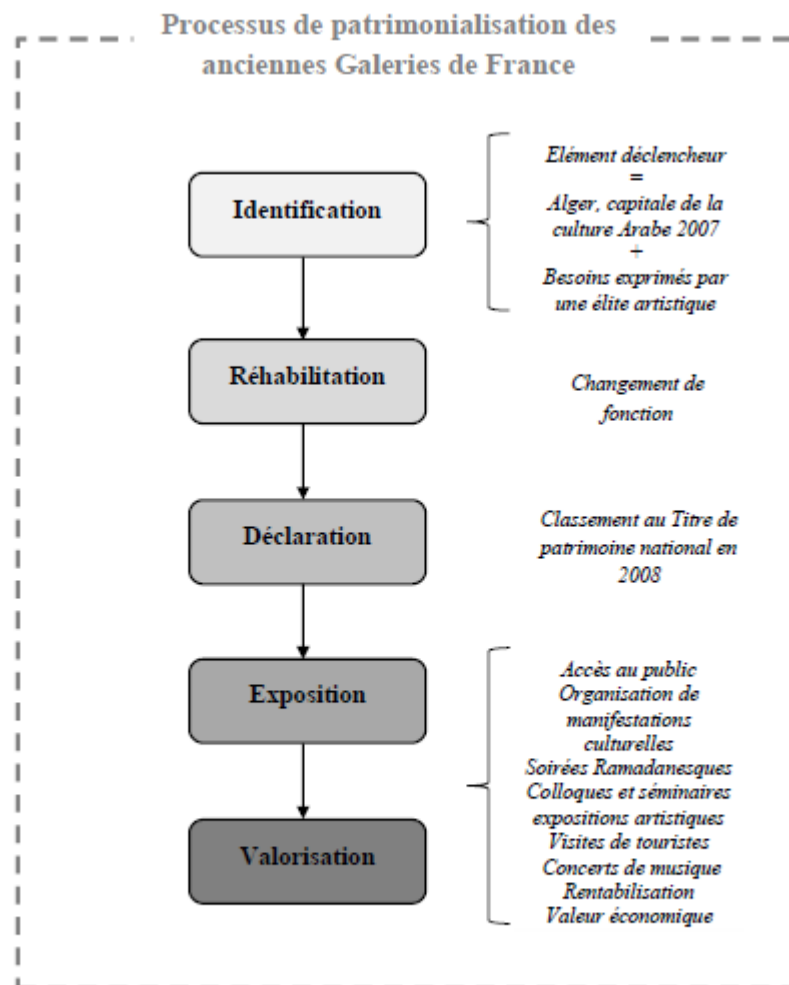 Processus de patrimonialisation des
anciennes Galeries de France
Identification
Elément déclencheur
=
Alger, capitale de la
culture Arabe 2007
+
Besoins exprimés par
une élite artistique
Réhabilitation
Changement de
fonction
Déclaration
Classement au Titre de
patrimoine national en
2008
Exposition
Valorisation
Accès au public
Organisation de
manifestations
culturelles
Soirées Ramadanesques
Colloques et séminaires
expositions artistiques
Visites de touristes
Concerts de musique
Rentabilisation
Valeur économique